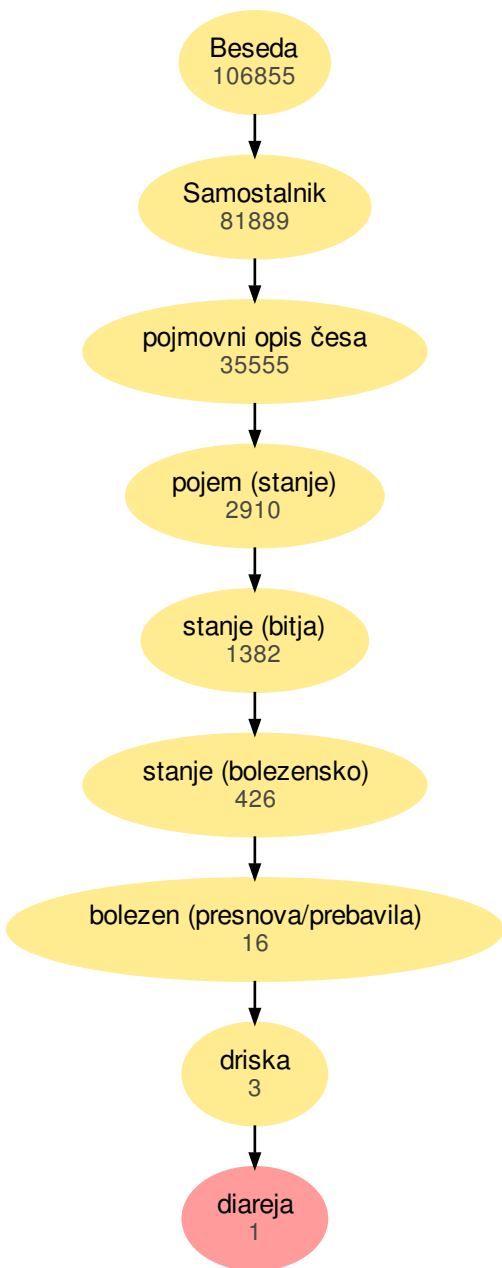 Beseda
106855
Samostalnik
81889
pojmovni opis česa
35555
pojem (stanje)
2910
stanje (bitja)
1382
stanje (bolezensko)
426
bolezen (presnova/prebavila)
16
driska
3
diareja
1